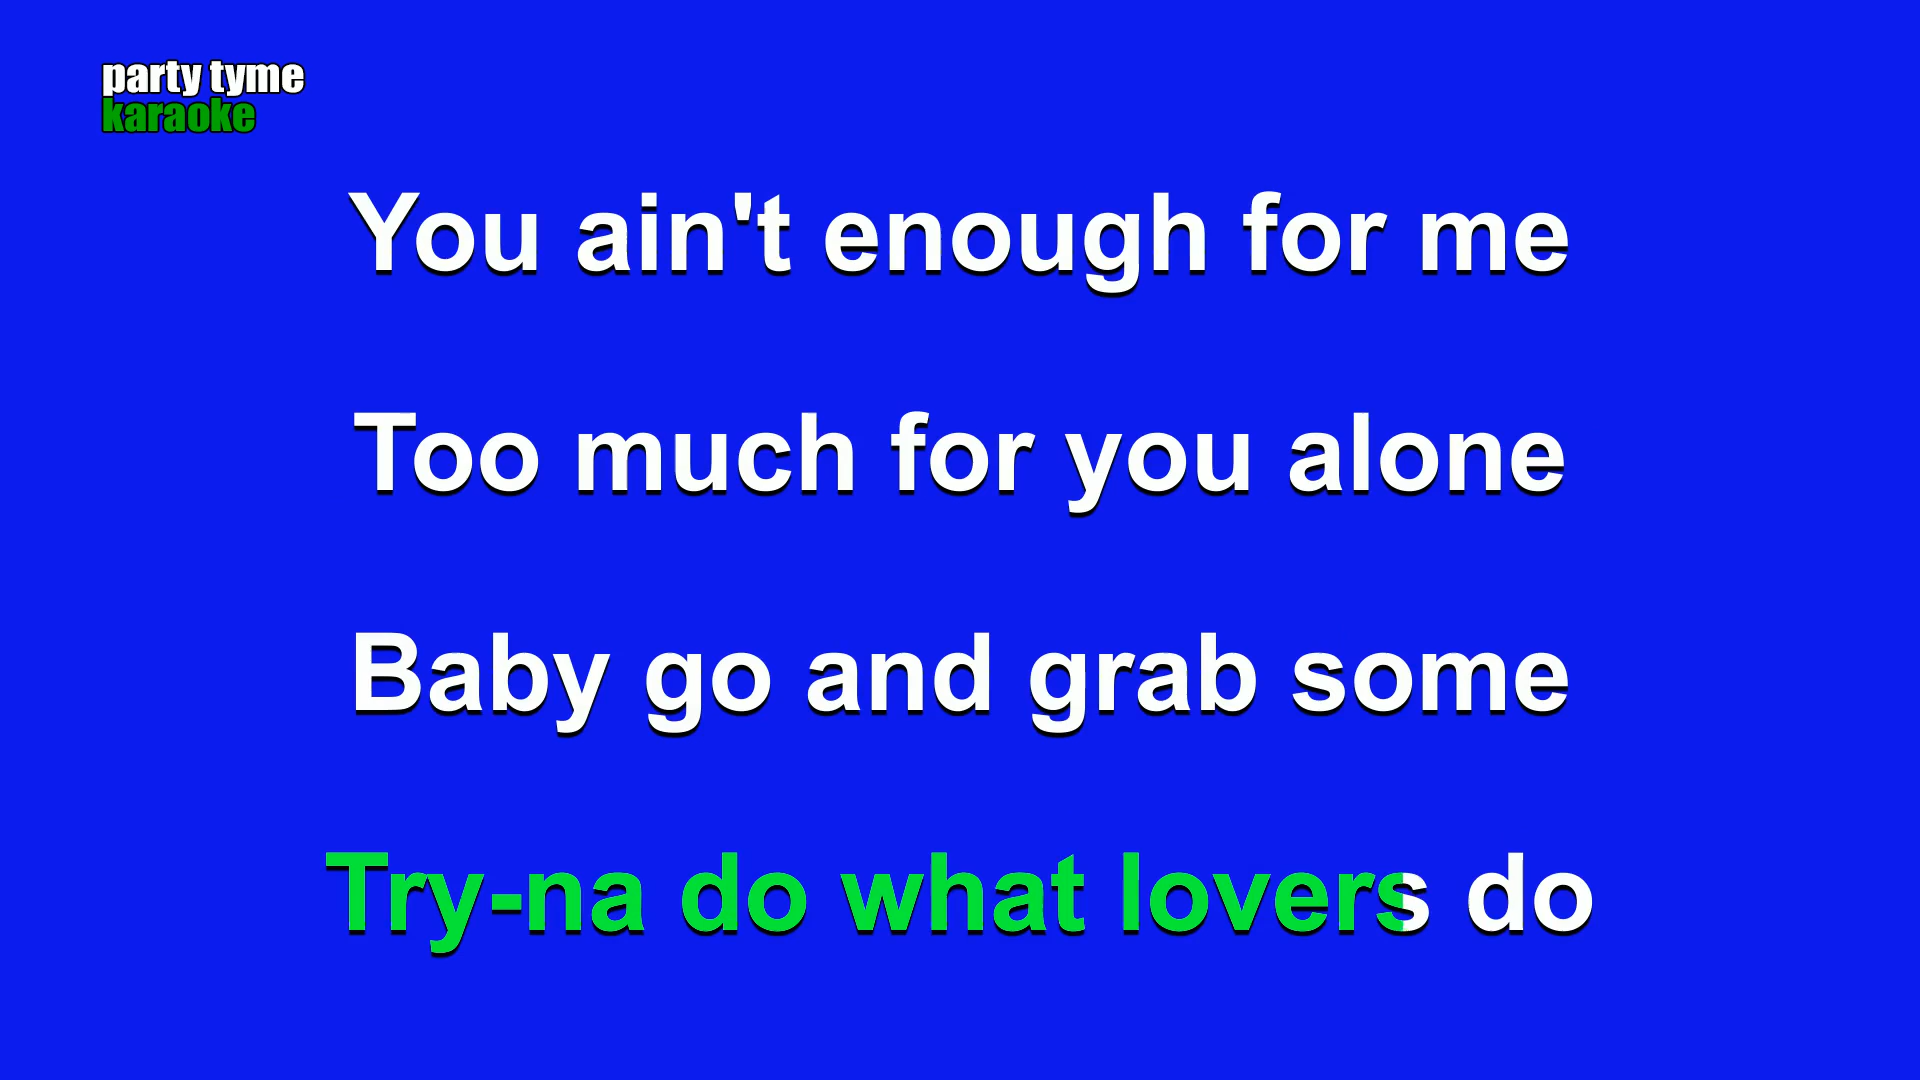 party tyme
karaoke
You ain't enough for me
Too much for you alone
Baby go and grab some
Try-na do what lovers do